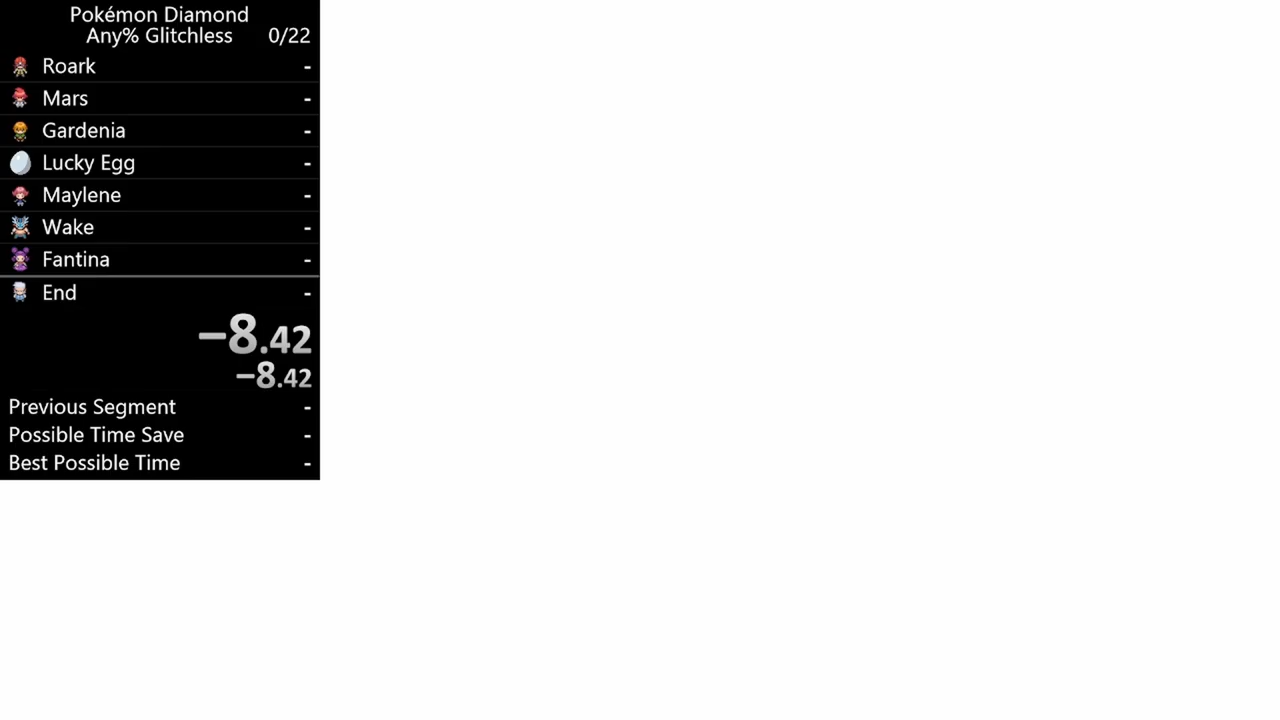 Pokémon Diamond
Any% Glitchless 0/22
Roark -
Mars -
Gardenia -
Lucky Egg -
Maylene -
Wake -
Fantina -
End -
−8.42
−8.42
Previous Segment -
Possible Time Save -
Best Possible Time -